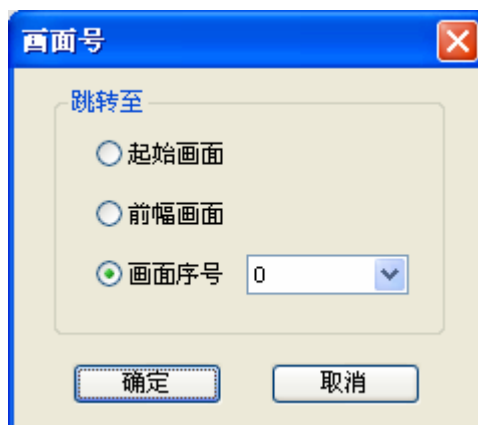 画面号
跳转至
起始画面
前幅画面
画面序号 0
确定 取消